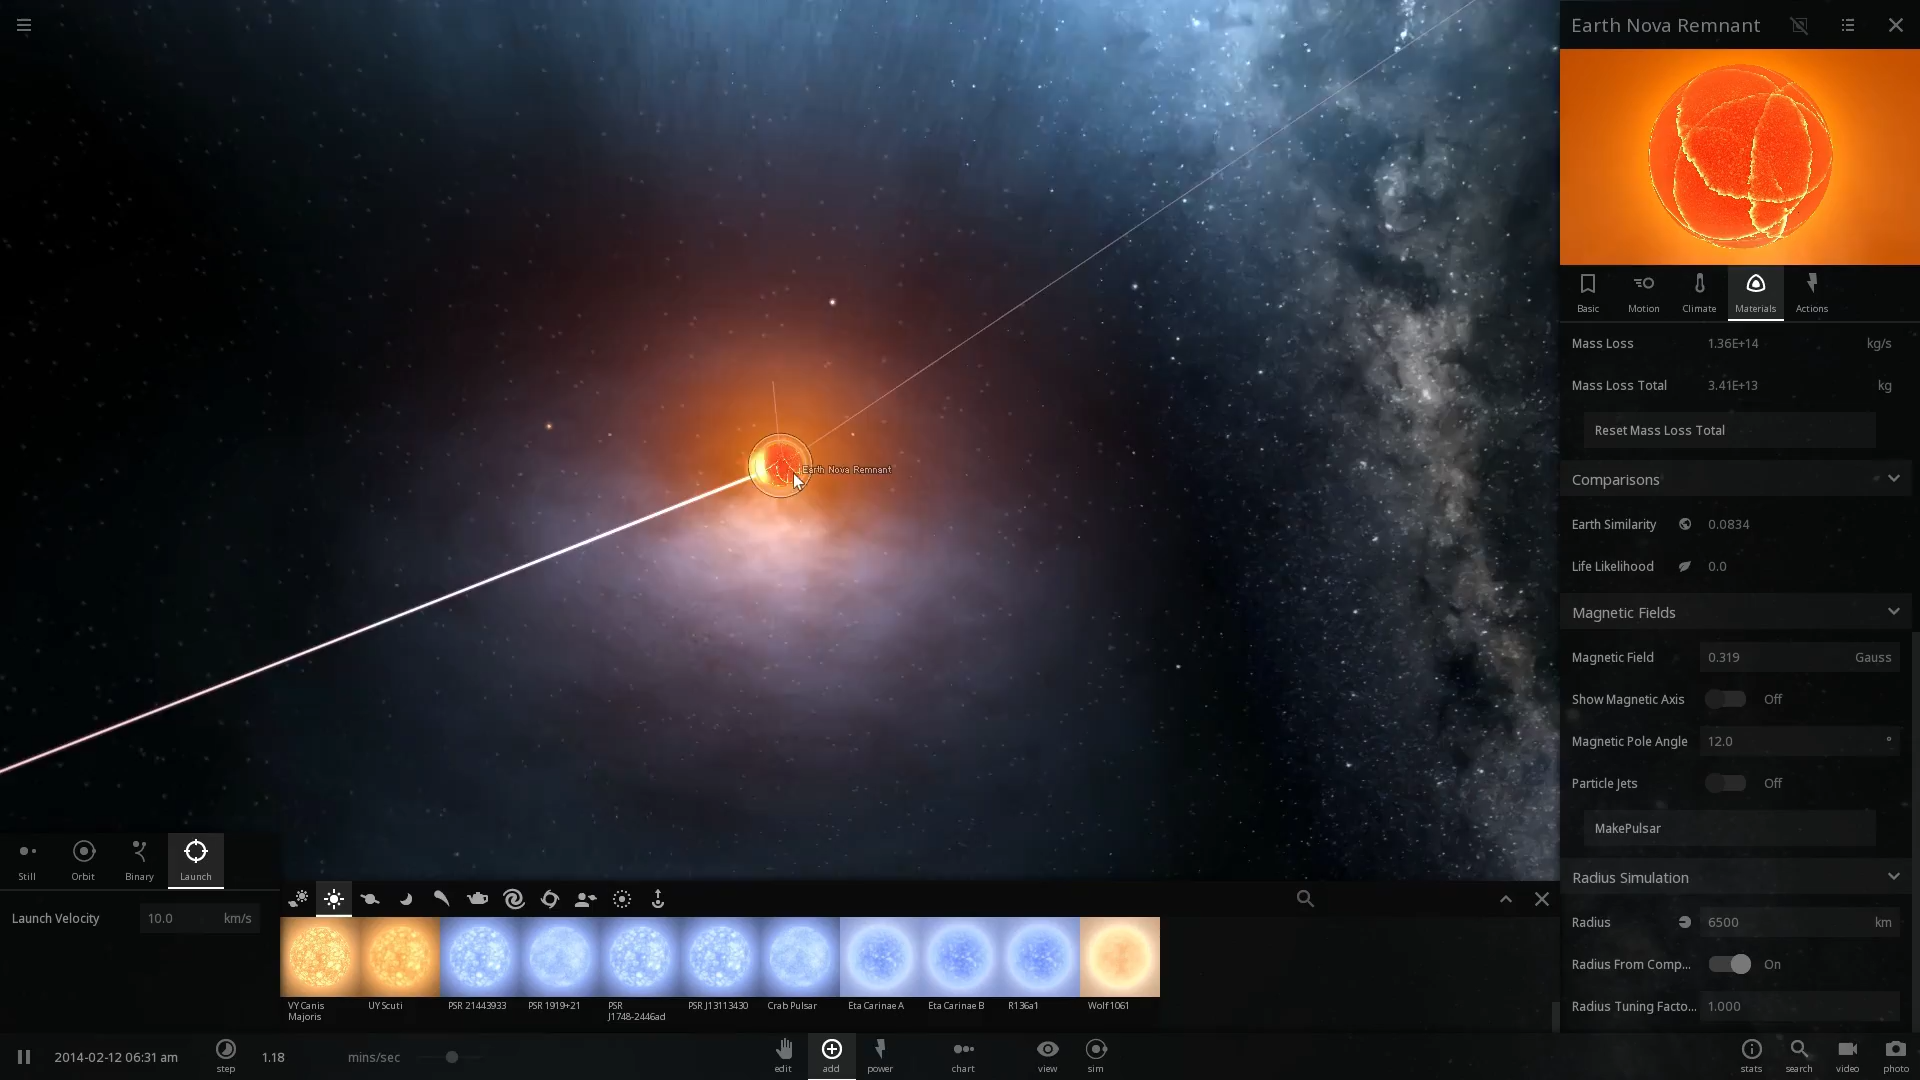 Earth Nova Remnant
Basic Motion Climate Materials Actions
Mass Loss 1.36E+14 kg/s
Mass Loss Total 3.41E+13 kg
Reset Mass Loss Total
Comparisons
Earth Similarity 0.0834
Life Likelihood 0.0
Magnetic Fields
Magnetic Field 0.319 Gauss
Show Magnetic Axis Off
Magnetic Pole Angle 12.0 °
Particle Jets Off
MakePulsar
Radius Simulation
Radius 6500 km
Radius From Comp... On
Radius Tuning Facto... 1.000
Earth Nova Remnant
Still Orbit Binary Launch
Launch Velocity 10.0 km/s
VY Canis Majoris
UY Scuti
PSR 21443933
PSR 1919+21
PSR J1748-2446ad
PSR J13113430
Crab Pulsar
Eta Carinae A
Eta Carinae B
R136a1
Wolf 1061
2014-02-12 06:31 am step 1.18 mins/sec edit add power chart view sim stats search video photo